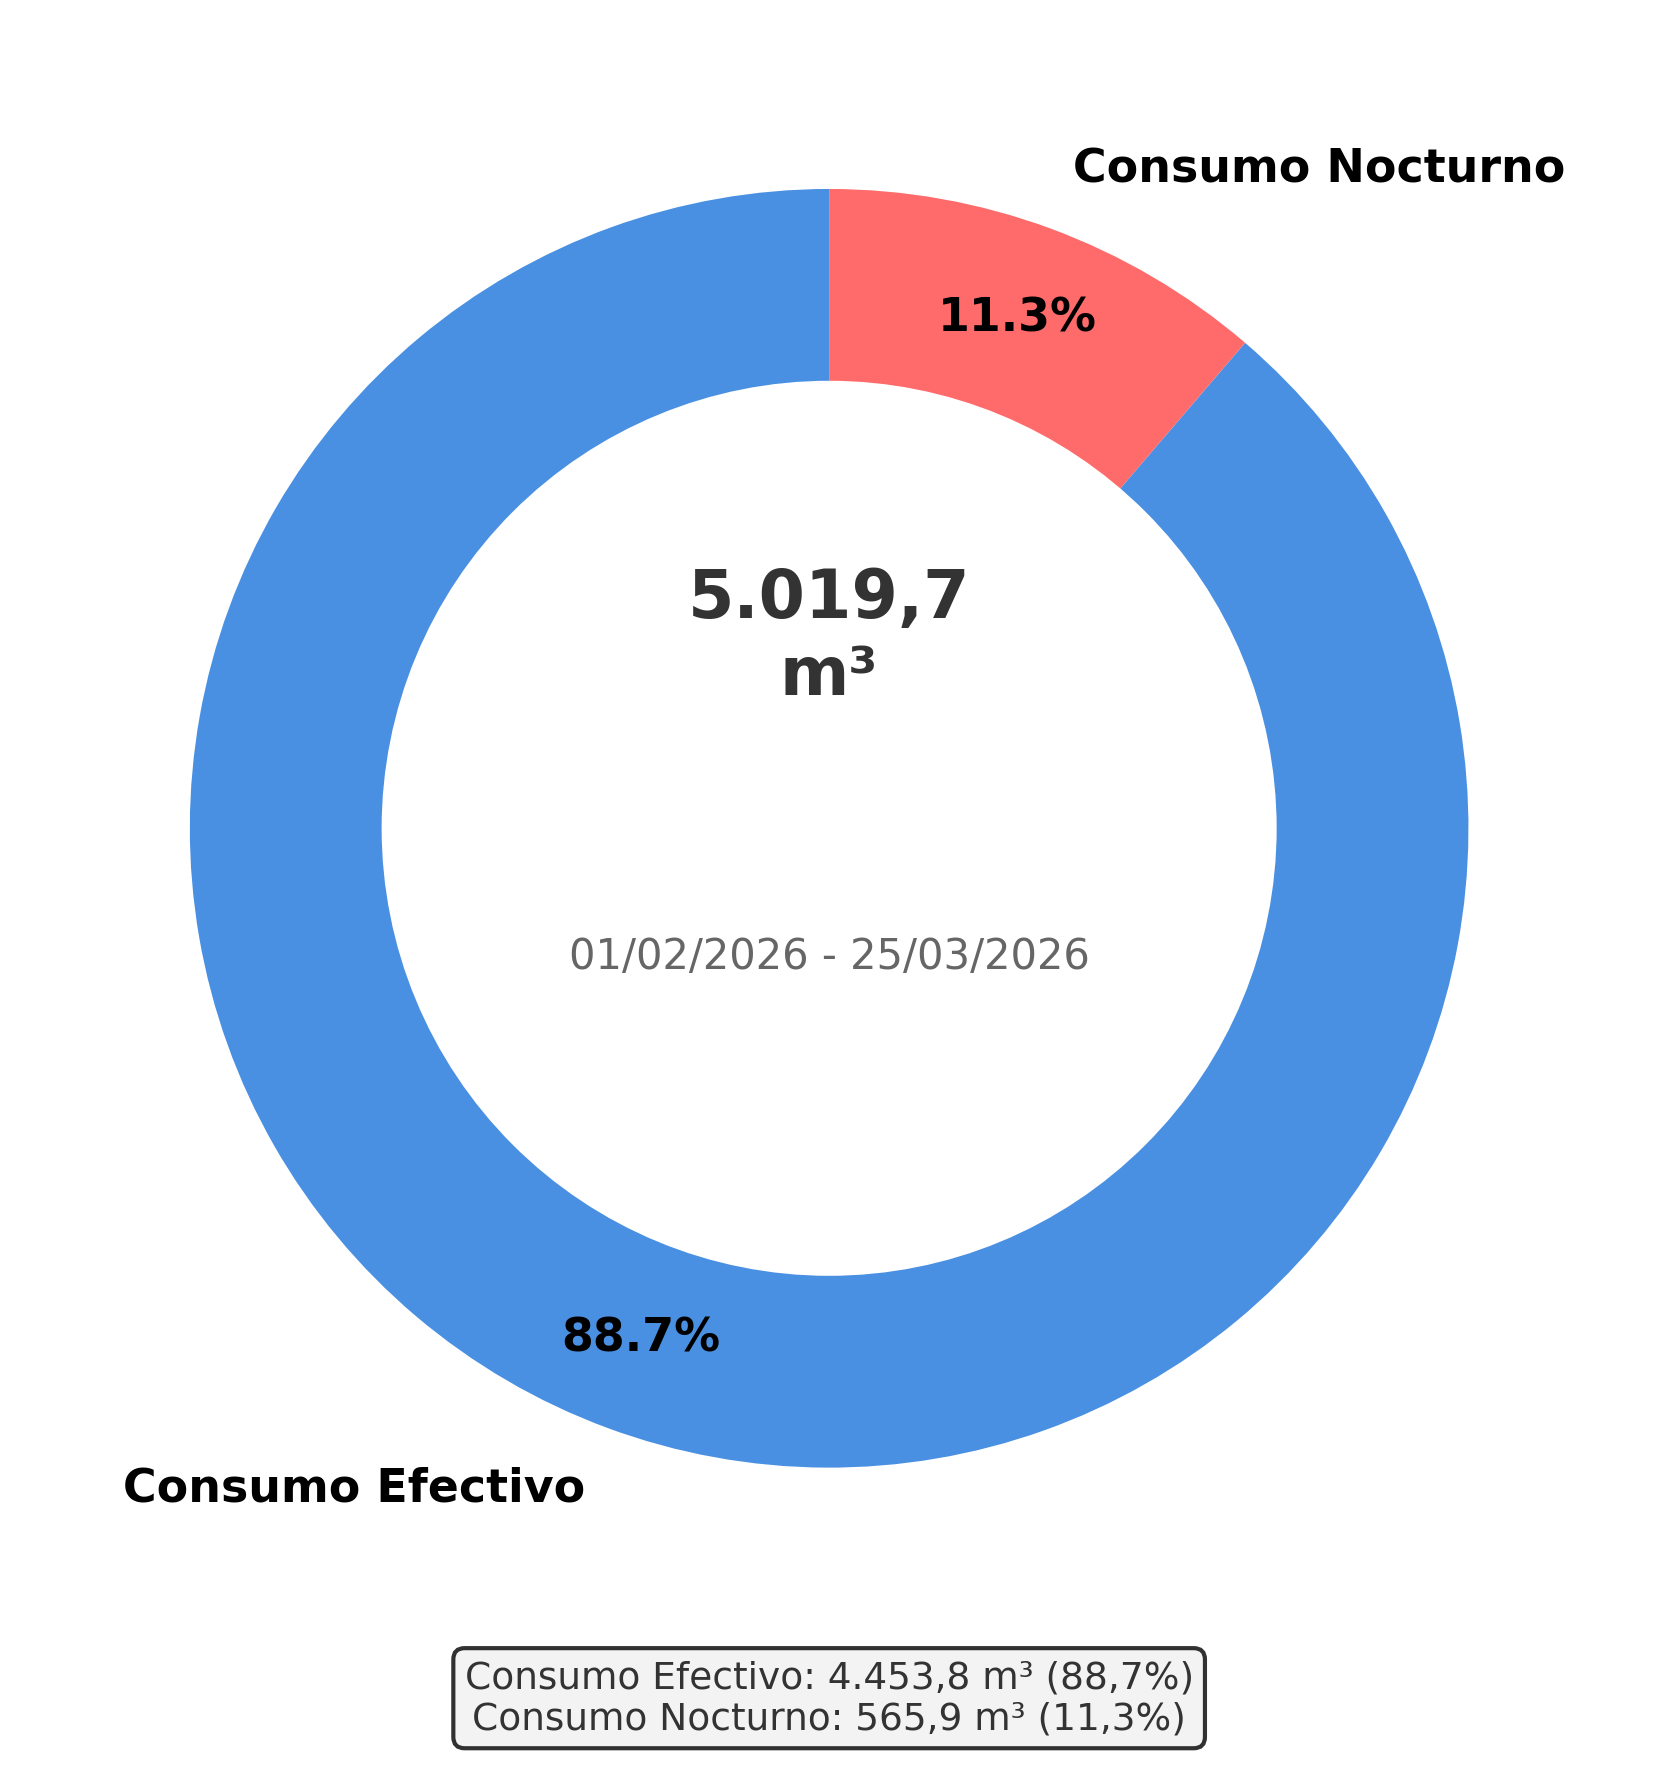 Consumo Nocturno
11.3%
5.019,7
m³
01/02/2026 - 25/03/2026
88.7%
Consumo Efectivo
Consumo Efectivo: 4.453,8 m³ (88,7%)
Consumo Nocturno: 565,9 m³ (11,3%)